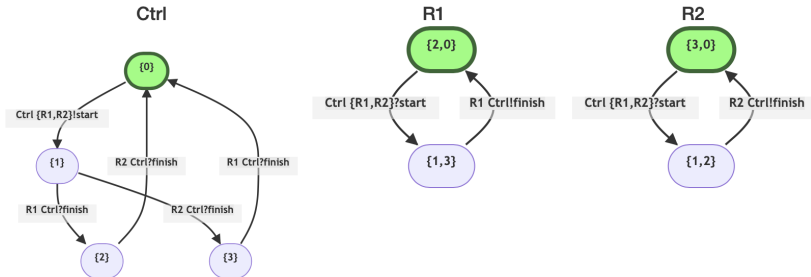 Ctrl
{0}
Ctrl {R1,R2}!start
{1}
R2 Ctrl?finish
R1 Ctrl?finish
R1 Ctrl?finish
R2 Ctrl?finish
{2}
{3}
R1
{2,0}
Ctrl {R1,R2}?start
R1 Ctrl!finish
{1,3}
R2
{3,0}
Ctrl {R1,R2}?start
R2 Ctrl!finish
{1,2}